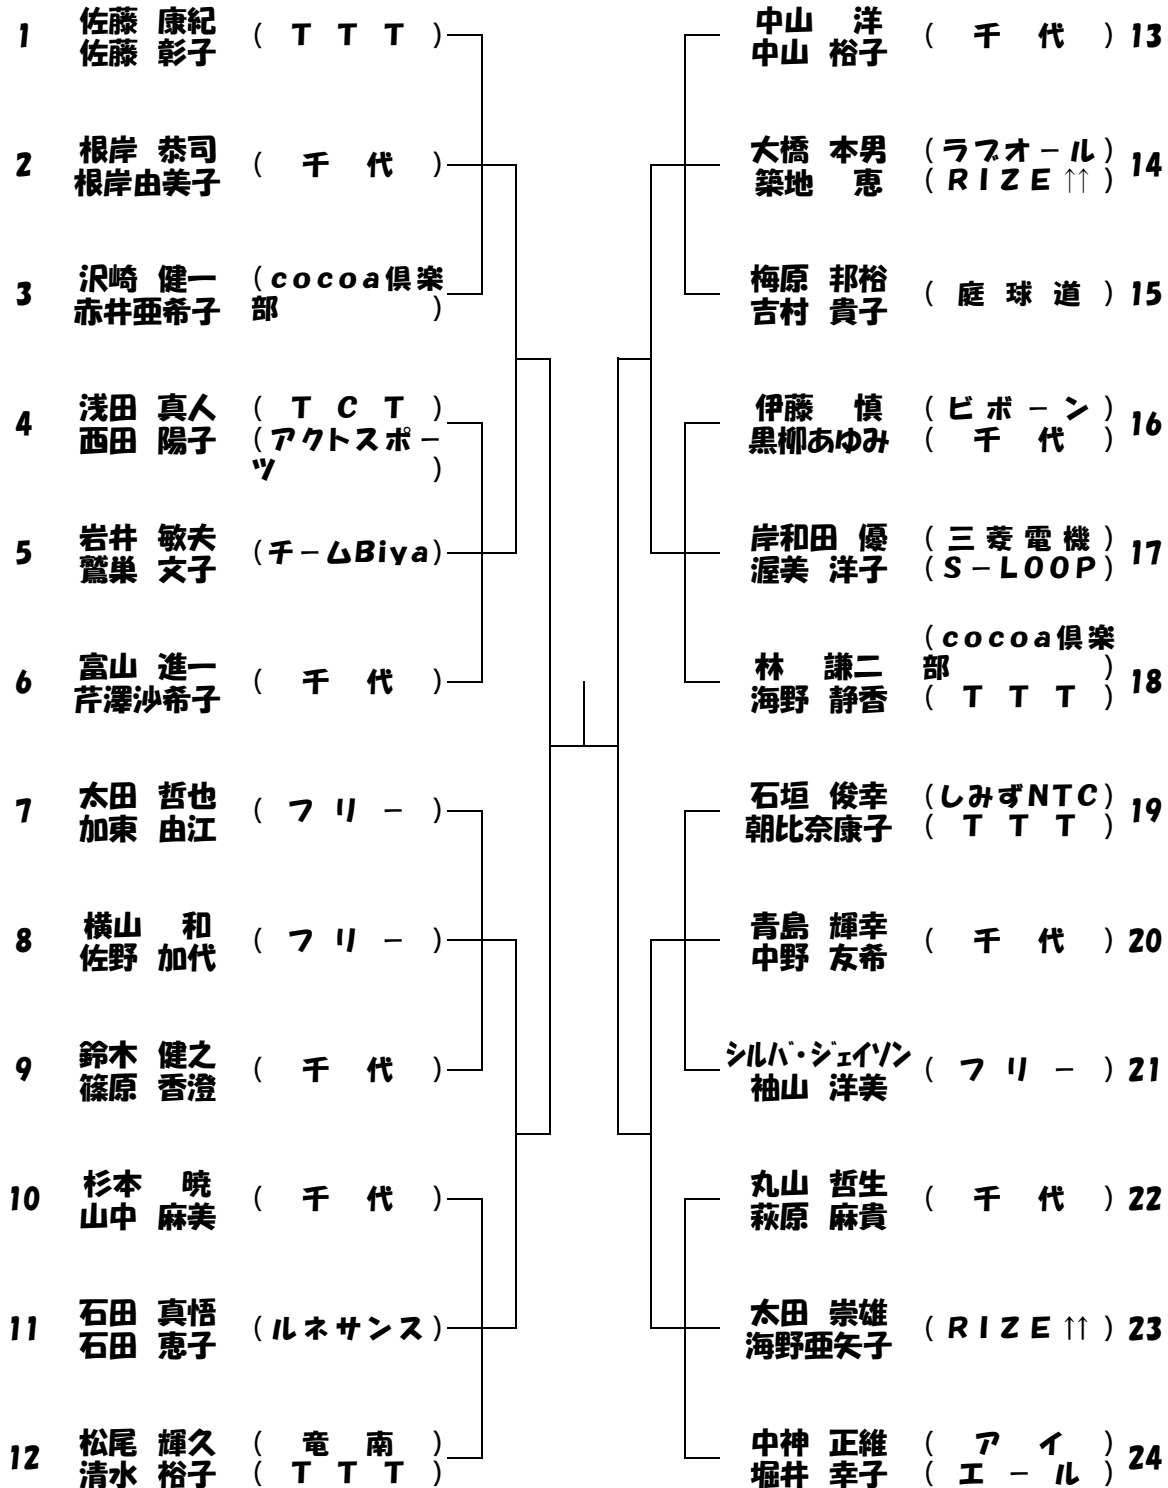 1 佐藤 康紀 ( T T T )
佐藤 彰子
2 根岸 恭司 ( 千 代 )
根岸由美子
3 沢崎 健一 (cocoa倶楽
赤井亜希子 部 )
4 浅田 真人 ( T C T )
西田 陽子 (アクトスポー
ツ )
5 岩井 敏夫 (チームBiya)
鷲巣 文子
6 富山 進一 ( 千 代 )
芹澤沙希子
7 太田 哲也 ( フ リ ー )
加東 由江
8 横山 和 ( フ リ ー )
佐野 加代
9 鈴木 健之 ( 千 代 )
篠原 香澄
10 杉本 暁 ( 千 代 )
山中 麻美
11 石田 真悟 (ルネサンス)
石田 恵子
12 松尾 輝久 ( 竜 南 )
清水 裕子 ( T T T )
中山 洋 ( 千 代 ) 13
中山 裕子
大橋 本男 (ラブオール) 14
築地 恵 (RIZE↑↑)
梅原 邦裕 ( 庭 球 道 ) 15
吉村 貴子
伊藤 慎 (ビボーン) 16
黒柳あゆみ ( 千 代 )
岸和田 優 (三菱電機) 17
渥美 洋子 (S−LOOP)
(cocoa倶楽
林 謙二 部 ) 18
海野 静香 ( T T T )
石垣 俊幸 (しみずNTC) 19
朝比奈康子 ( T T T )
青島 輝幸 ( 千 代 ) 20
中野 友希
シルバ・ジェイソン ( フ リ ー ) 21
袖山 洋美
丸山 哲生 ( 千 代 ) 22
萩原 麻貴
太田 崇雄 (RIZE↑↑) 23
海野亜矢子
中神 正維 ( ア イ ) 24
堀井 幸子 ( エ ー ル )